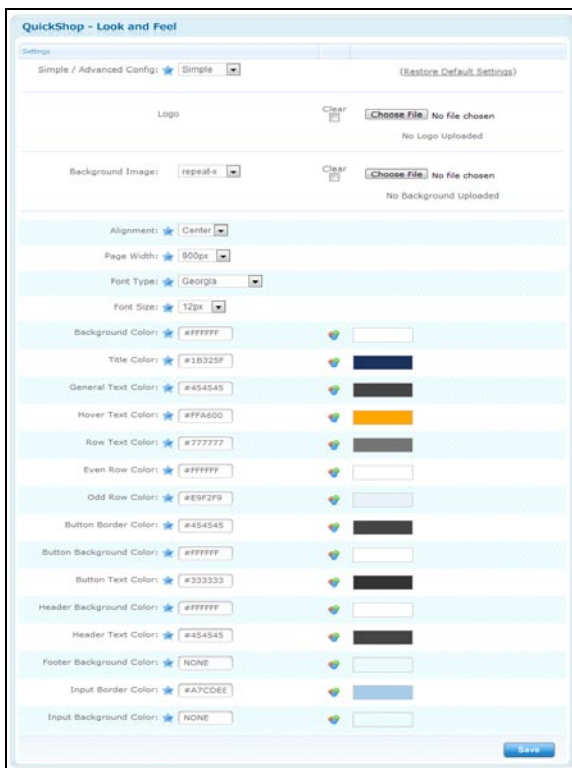 QuickShop - Look and Feel
Settings
Simple / Advanced Config: Simple (Restore Default Settings)
Logo Clear Choose File No file chosen
No Logo Uploaded
Background Image: repeat-x Clear Choose File No file chosen
No Background Uploaded
Alignment: Center
Page Width: 900px
Font Type: Georgia
Font Size: 12px
Background Color: #FFFFFF
Title Color: #1B325F
General Text Color: #454545
Hover Text Color: #FFA600
Row Text Color: #777777
Even Row Color: #FFFFFF
Odd Row Color: #E9F2F9
Button Border Color: #454545
Button Background Color: #FFFFFF
Button Text Color: #333333
Header Background Color: #FFFFFF
Header Text Color: #454545
Footer Background Color: NONE
Input Border Color: #A7CDEE
Input Background Color: NONE
Save